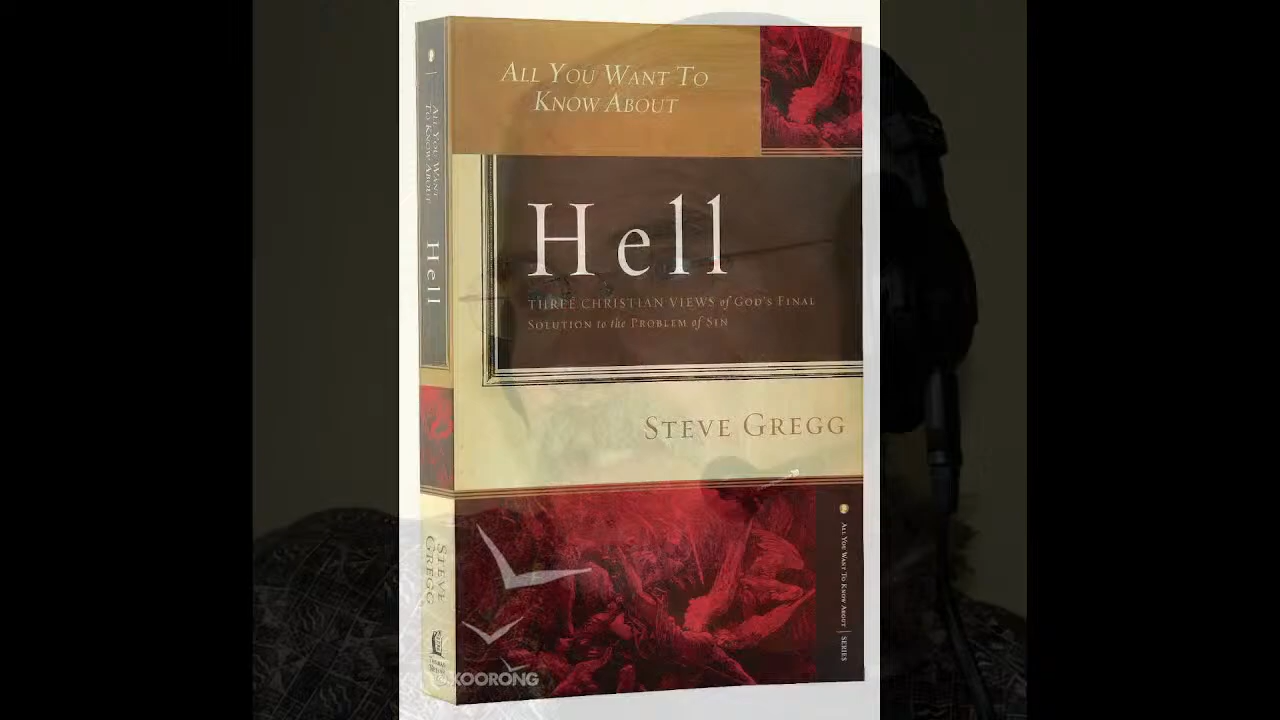 All You Want To
Know About
Hell
Three Christian Views of God's Final
Solution to the Problem of Sin
Steve Gregg
All You Want
To Know About
Hell
Steve
Gregg
All You Want To Know About | Series
KOORONG